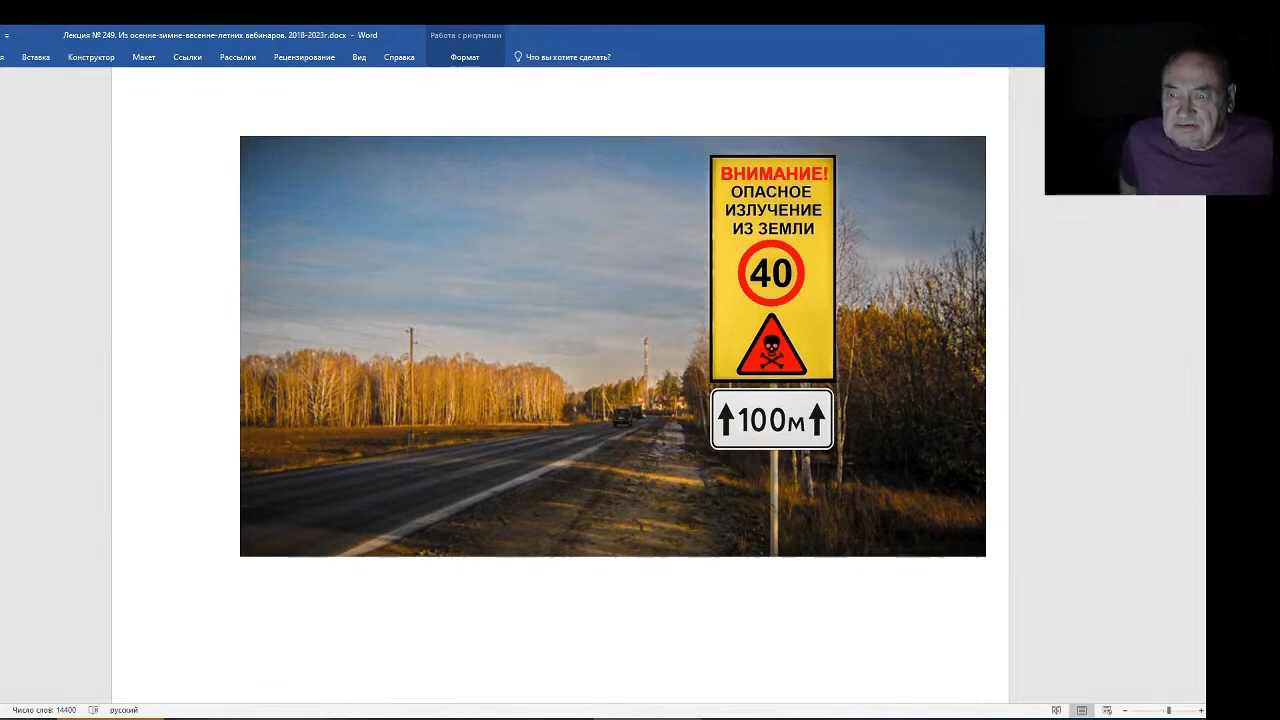 Лекция № 249. Из осенне-зимне-весенне-летних вебинаров. 2018-2023г.docx - Word
Работа с рисунками
я Вставка Конструктор Макет Ссылки Рассылки Рецензирование Вид Справка Формат Что вы хотите сделать?
ВНИМАНИЕ!
ОПАСНОЕ
ИЗЛУЧЕНИЕ
ИЗ ЗЕМЛИ
40
100м
Число слов: 14400 русский